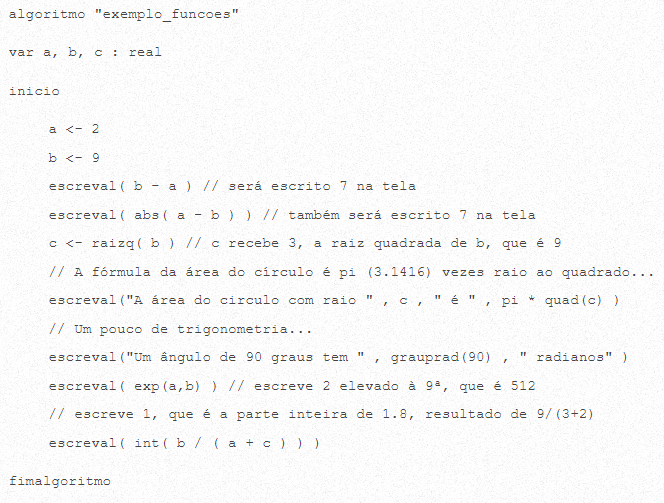 algoritmo "exemplo_funcoes"
var a, b, c : real
inicio
a <- 2
b <- 9
escreval( b - a ) // será escrito 7 na tela
escreval( abs( a - b ) ) // também será escrito 7 na tela
c <- raizq( b ) // c recebe 3, a raiz quadrada de b, que é 9
// A fórmula da área do círculo é pi (3.1416) vezes raio ao quadrado...
escreval("A área do circulo com raio " , c , " é " , pi * quad(c) )
// Um pouco de trigonometria...
escreval("Um ângulo de 90 graus tem " , grauprad(90) , " radianos" )
escreval( exp(a,b) ) // escreve 2 elevado à 9ª, que é 512
// escreve 1, que é a parte inteira de 1.8, resultado de 9/(3+2)
escreval( int( b / ( a + c ) ) )
fimalgoritmo